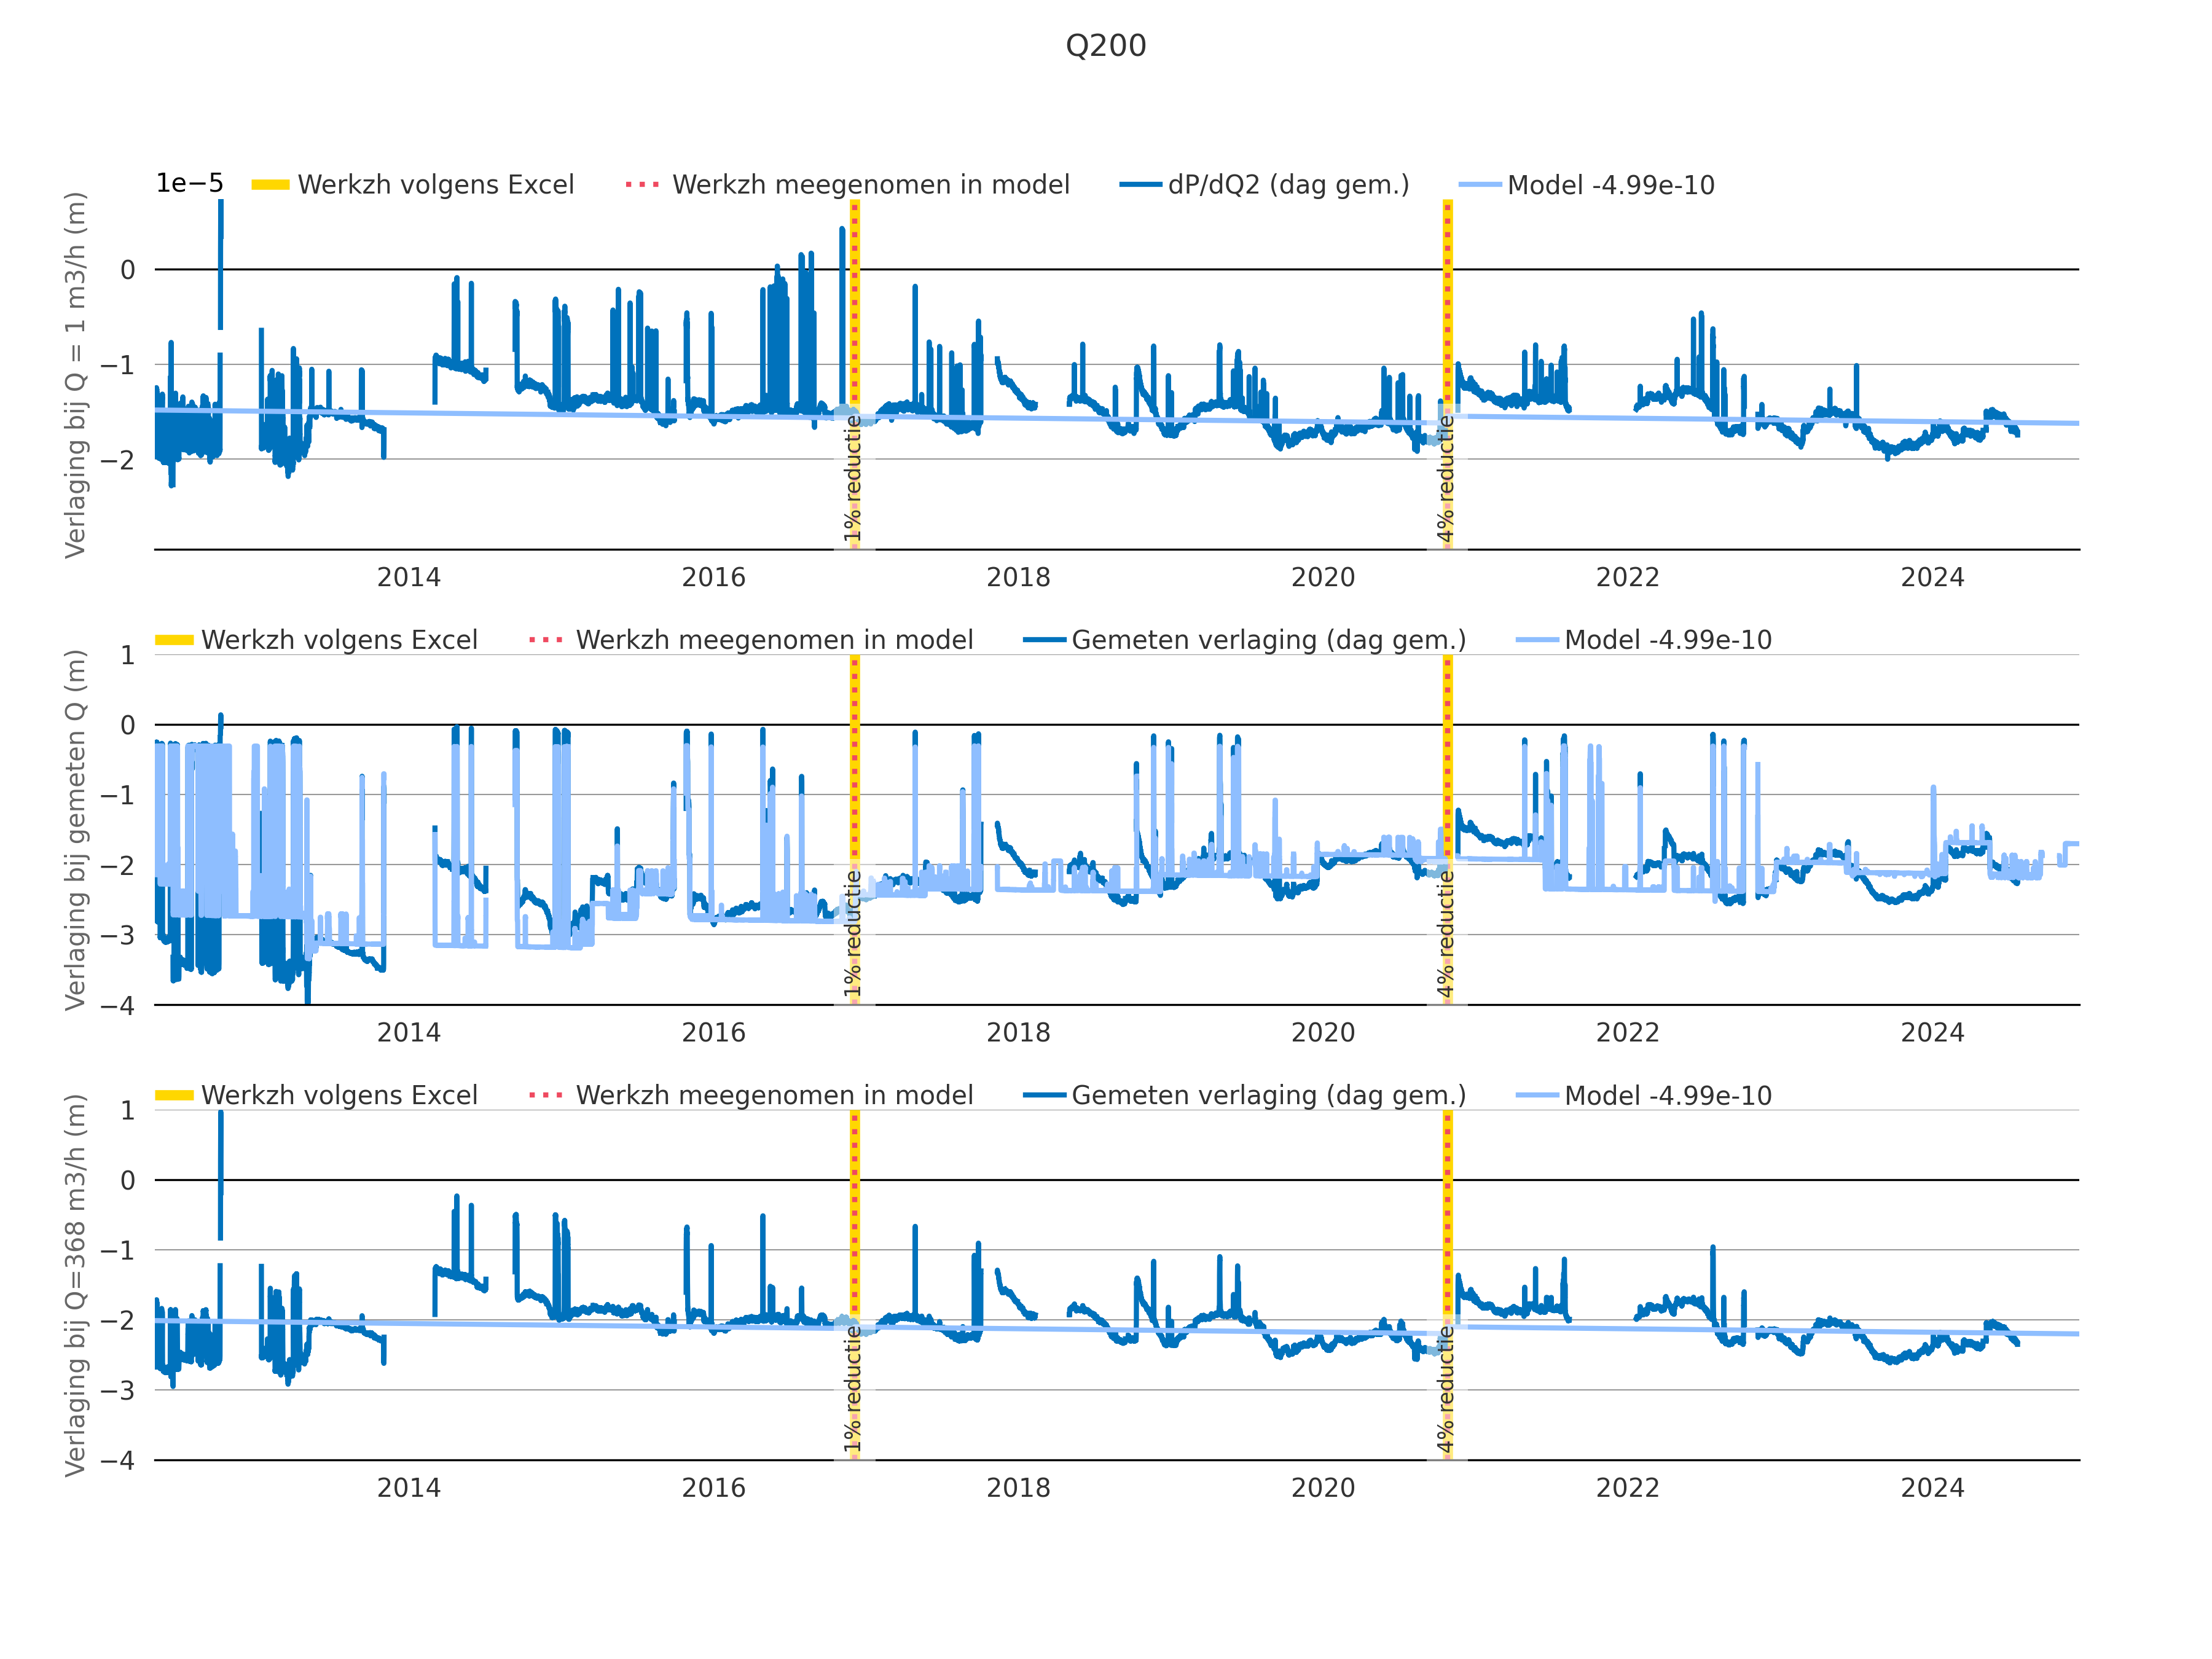 Q200
1e−5
Werkzh volgens Excel
Werkzh meegenomen in model
dP/dQ2 (dag gem.)
Model -4.99e-10
Verlaging bij Q = 1 m3/h (m)
0
−1
−2
1% reductie
4% reductie
2014
2016
2018
2020
2022
2024
Werkzh volgens Excel
Werkzh meegenomen in model
Gemeten verlaging (dag gem.)
Model -4.99e-10
Verlaging bij gemeten Q (m)
1
0
−1
−2
−3
−4
1% reductie
4% reductie
2014
2016
2018
2020
2022
2024
Werkzh volgens Excel
Werkzh meegenomen in model
Gemeten verlaging (dag gem.)
Model -4.99e-10
Verlaging bij Q=368 m3/h (m)
1
0
−1
−2
−3
−4
1% reductie
4% reductie
2014
2016
2018
2020
2022
2024